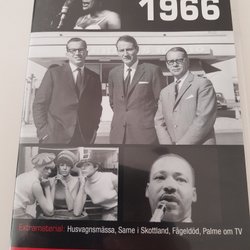 1966
Extramaterial: Husvagnsmässa, Same i Skottland, Fågeldöd, Palme om TV